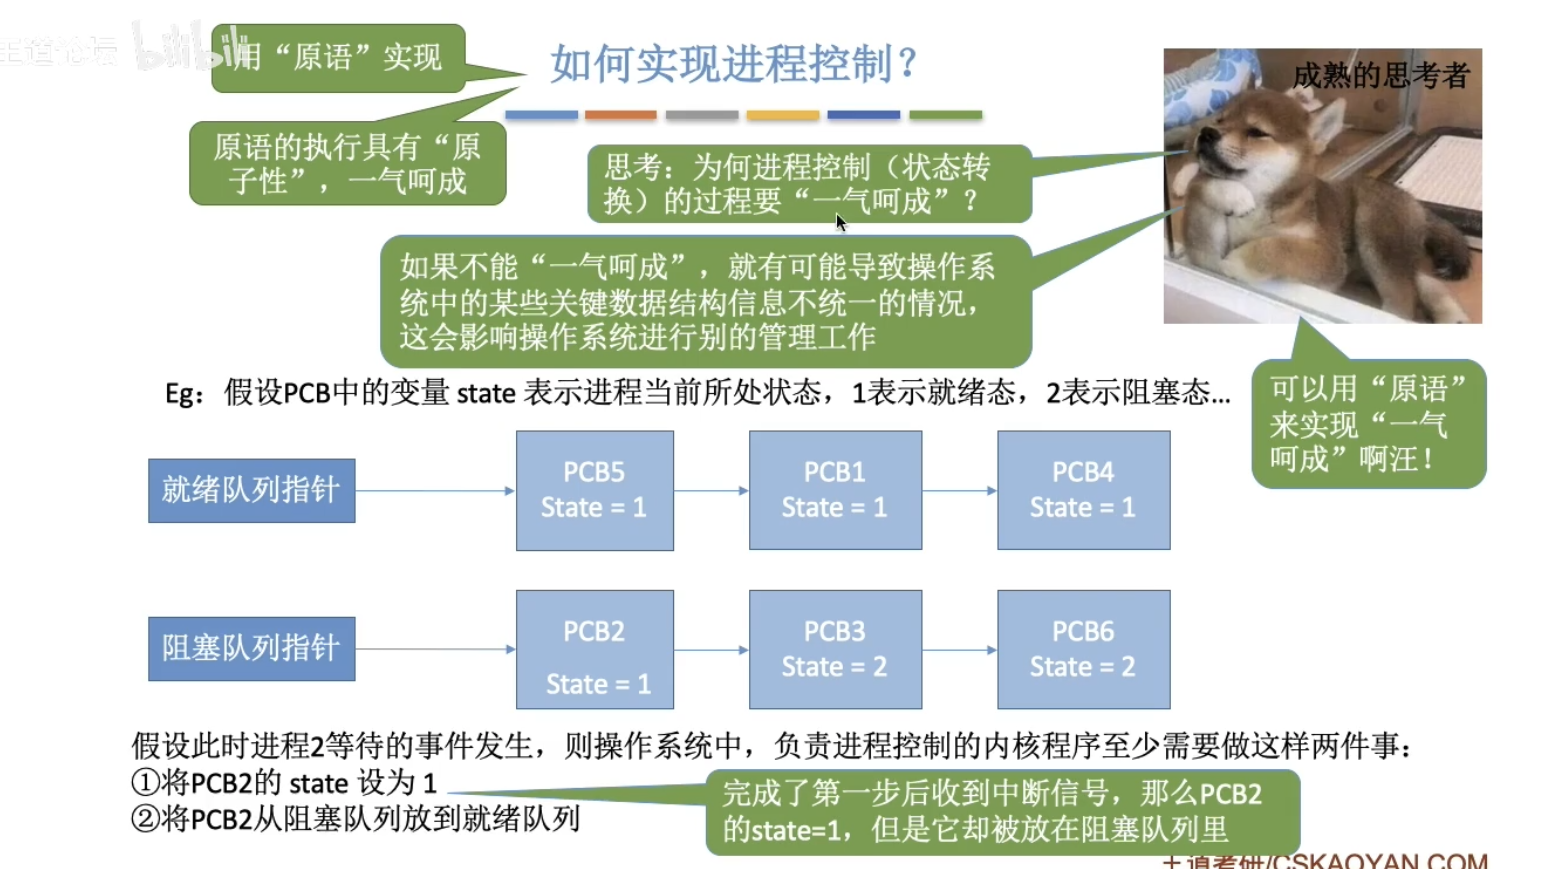 王道论坛 bilibili
用“原语”实现
如何实现进程控制？
成熟的思考者
原语的执行具有“原
子性”，一气呵成
思考：为何进程控制（状态转
换）的过程要“一气呵成”？
如果不能“一气呵成”，就有可能导致操作系
统中的某些关键数据结构信息不统一的情况，
这会影响操作系统进行别的管理工作
可以用“原语”
来实现“一气
呵成”啊汪！
Eg：假设PCB中的变量 state 表示进程当前所处状态，1表示就绪态，2表示阻塞态...
就绪队列指针
PCB5
State = 1
PCB1
State = 1
PCB4
State = 1
阻塞队列指针
PCB2
State = 1
PCB3
State = 2
PCB6
State = 2
假设此时进程2等待的事件发生，则操作系统中，负责进程控制的内核程序至少需要做这样两件事：
①将PCB2的 state 设为 1
②将PCB2从阻塞队列放到就绪队列
完成了第一步后收到中断信号，那么PCB2
的state=1，但是它却被放在阻塞队列里
王道考研/CSKAOYAN.COM